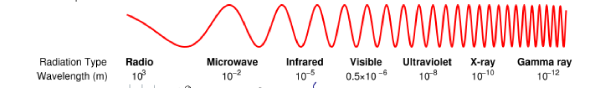 Radiation Type Radio Microwave Infrared Visible Ultraviolet X-ray Gamma ray
Wavelength (m) 10³ 10⁻² 10⁻⁵ 0.5×10⁻⁶ 10⁻⁸ 10⁻¹⁰ 10⁻¹²